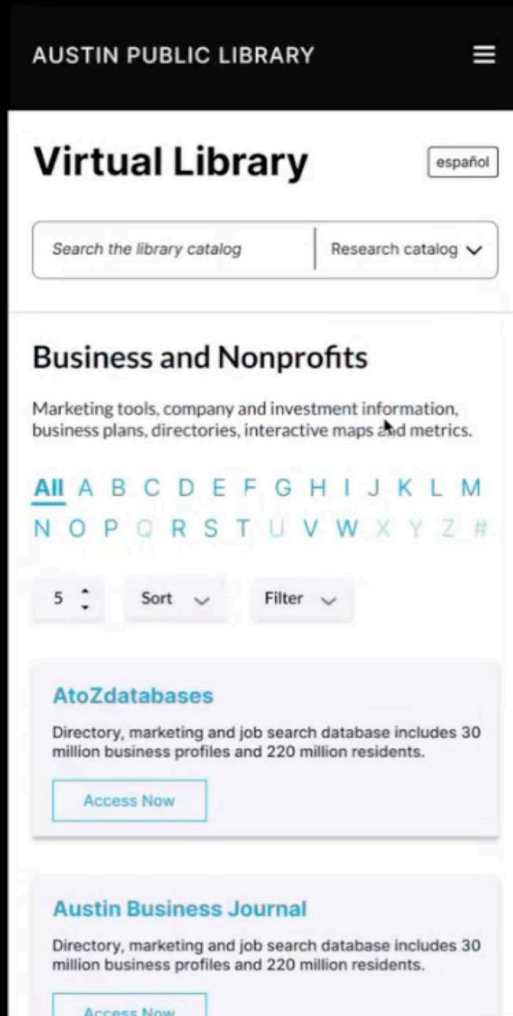 AUSTIN PUBLIC LIBRARY
Virtual Library
español
Search the library catalog
Research catalog
Business and Nonprofits
Marketing tools, company and investment information,
business plans, directories, interactive maps and metrics.
All A B C D E F G H I J K L M
N O P Q R S T U V W X Y Z #
5 Sort Filter
AtoZdatabases
Directory, marketing and job search database includes 30
million business profiles and 220 million residents.
Access Now
Austin Business Journal
Directory, marketing and job search database includes 30
million business profiles and 220 million residents.
Access Now